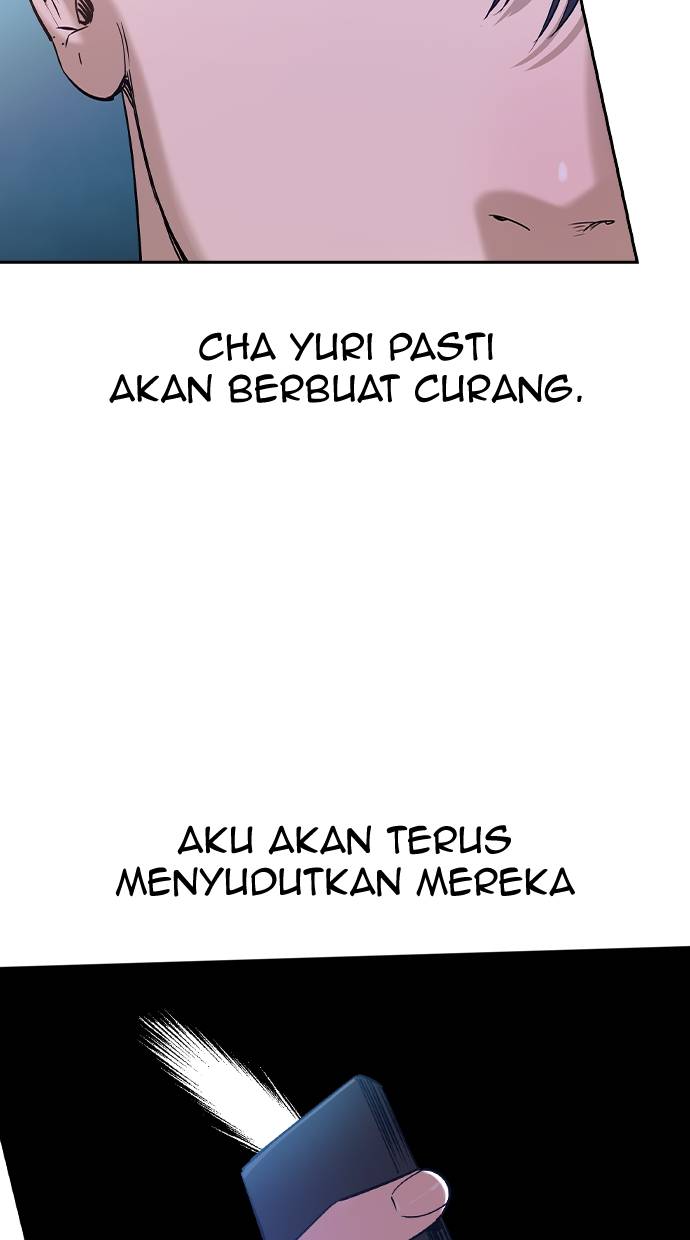 CHA YURI PASTI
AKAN BERBUAT CURANG.
AKU AKAN TERUS
MENYUDUTKAN MEREKA